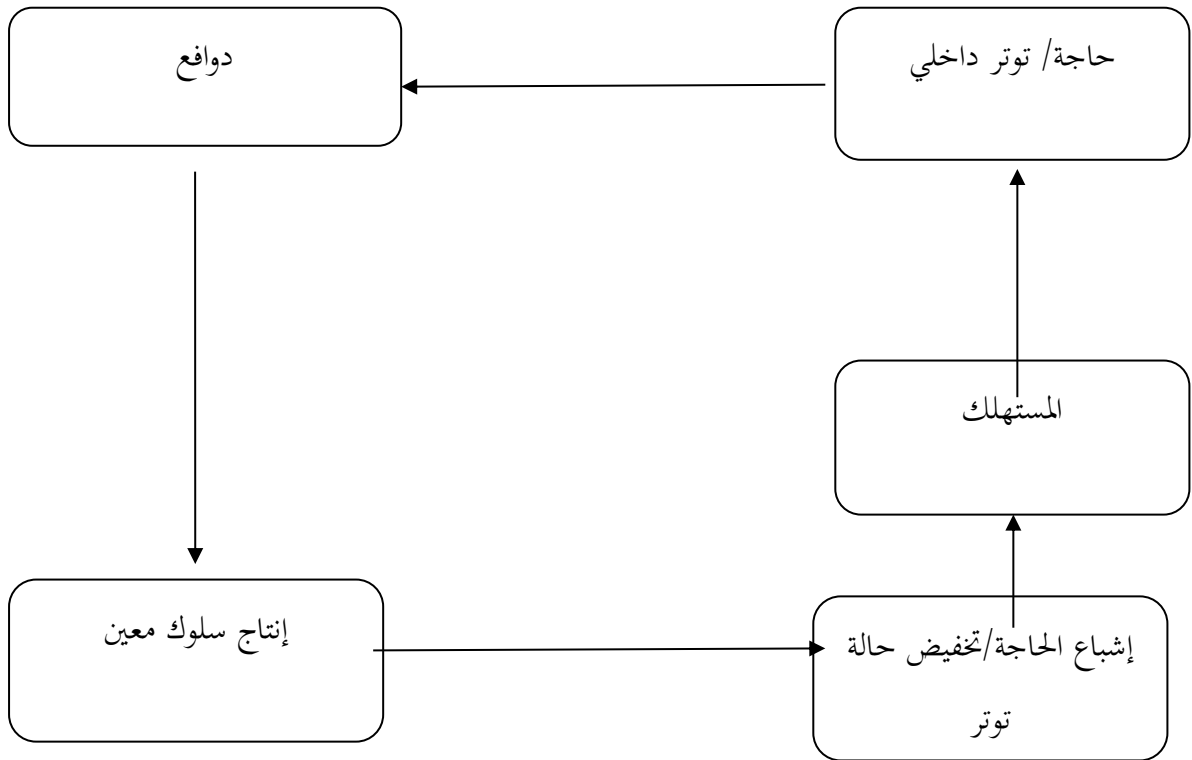 حاجة/ توتر داخلي
دوافع
المستهلك
إنتاج سلوك معين
إشباع الحاجة/تخفيض حالة
توتر